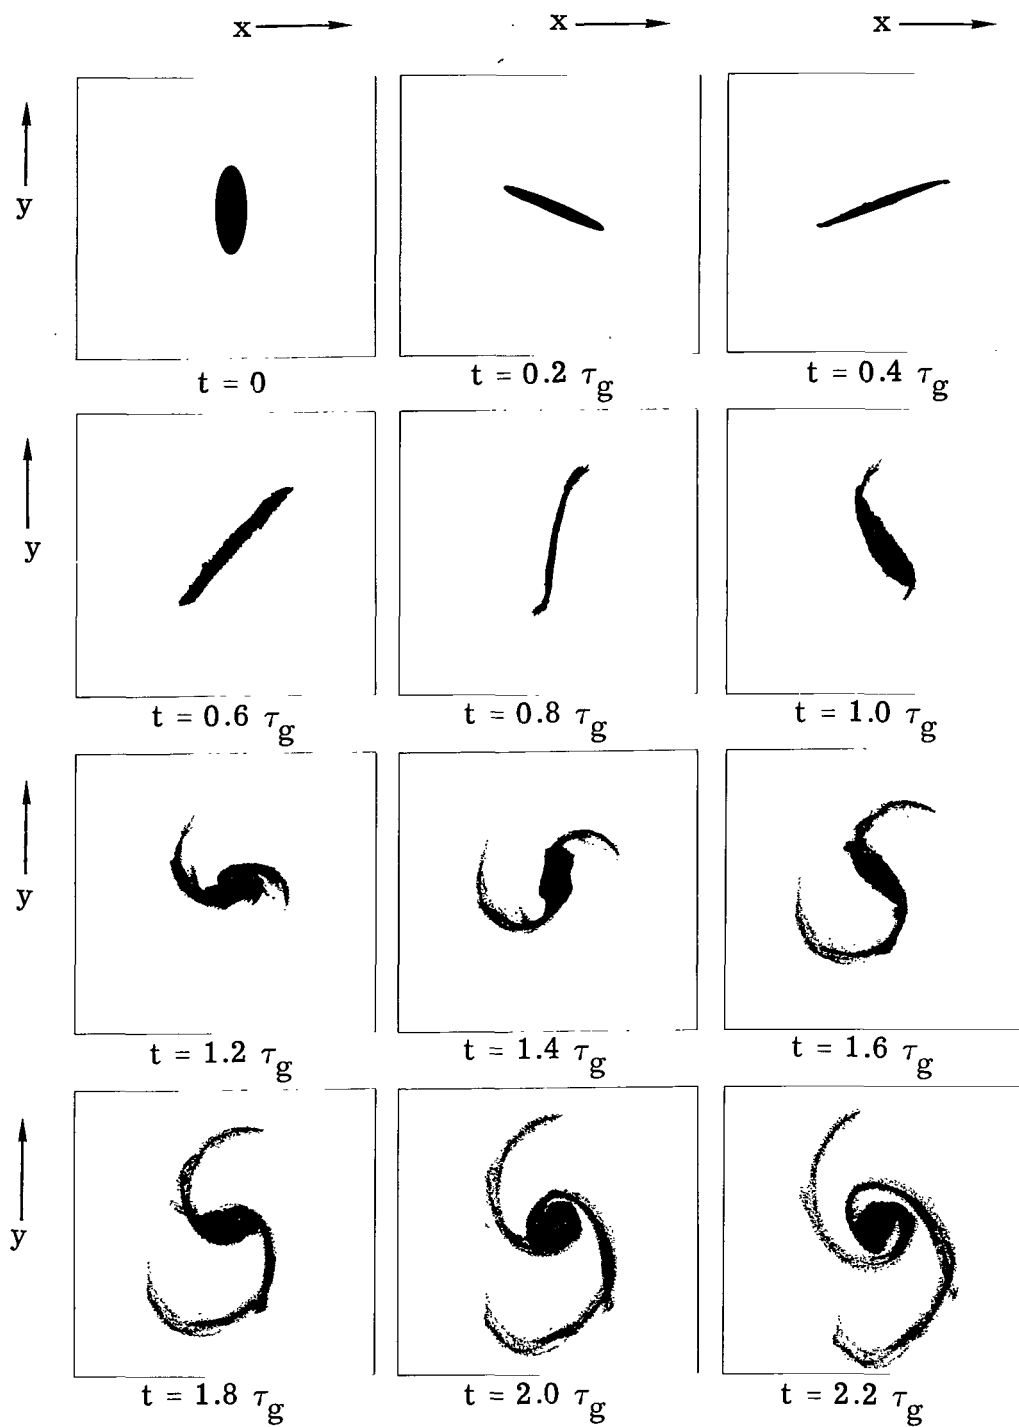 x x x
y
t = 0 t = 0.2 τg t = 0.4 τg
y
t = 0.6 τg t = 0.8 τg t = 1.0 τg
y
t = 1.2 τg t = 1.4 τg t = 1.6 τg
y
t = 1.8 τg t = 2.0 τg t = 2.2 τg